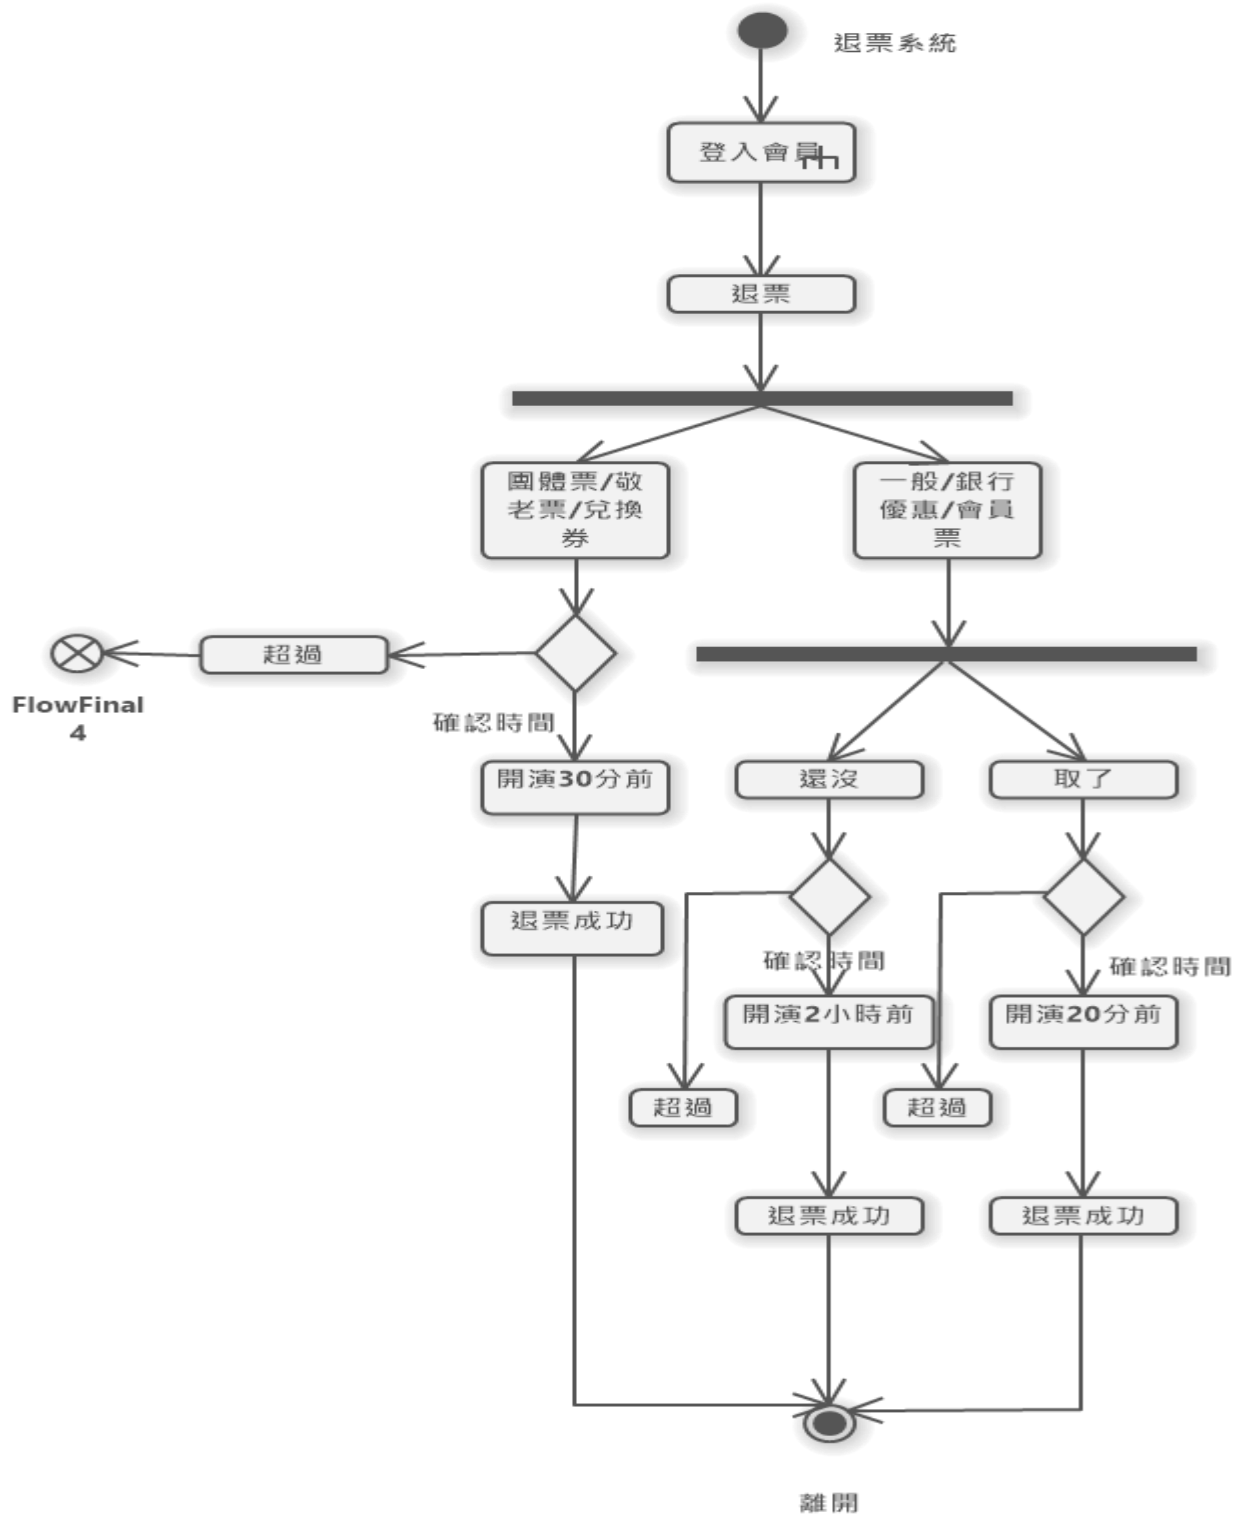 退票系統
登入會員
退票
團體票/敬
老票/兌換
券
一般/銀行
優惠/會員
票
超過
FlowFinal
4
確認時間
開演30分前
還沒
取了
退票成功
確認時間
確認時間
開演2小時前
開演20分前
超過
超過
退票成功
退票成功
離開